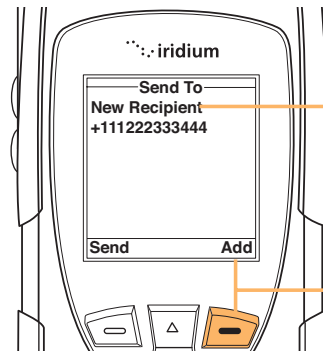 iridium
Send To
New Recipient
+111222333444
Send Add